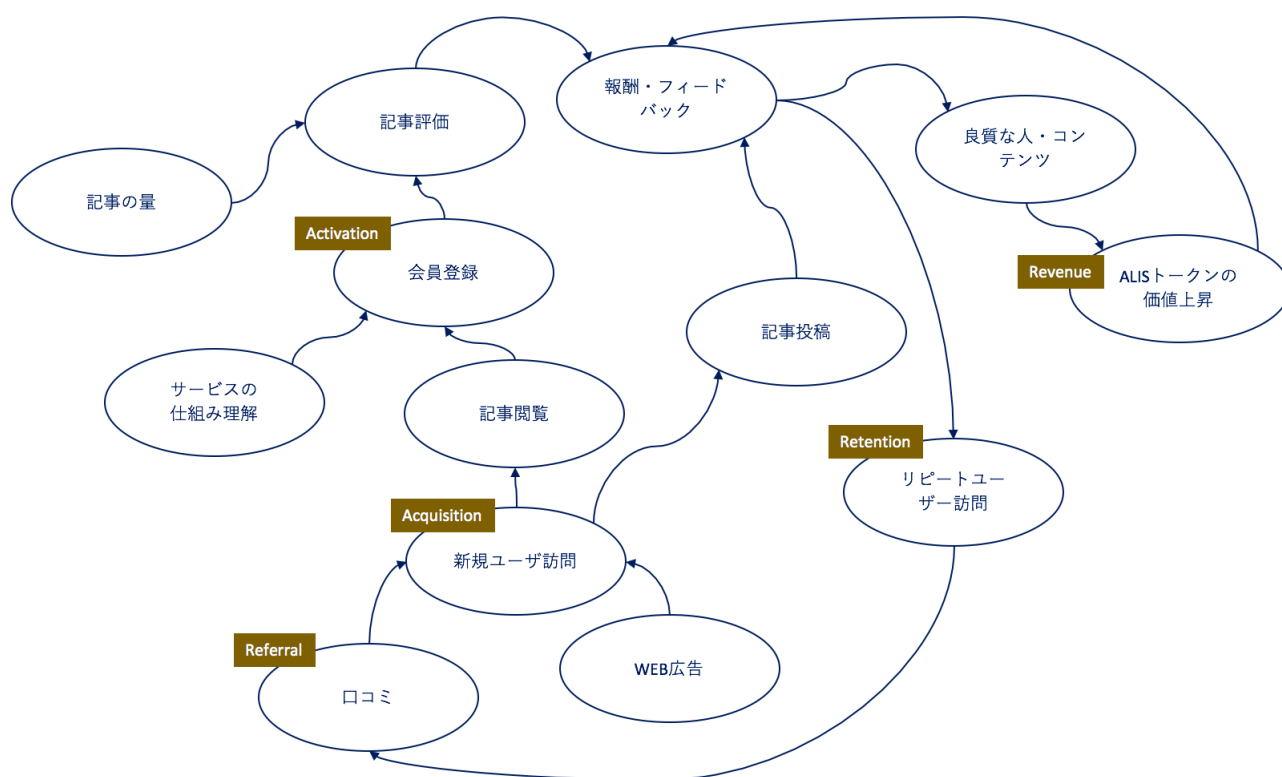 記事評価
報酬・フィード
バック
良質な人・コン
テンツ
記事の量
Activation
会員登録
Revenue
ALISトークンの
価値上昇
記事投稿
サービスの
仕組み理解
記事閲覧
Retention
リピートユー
ザー訪問
Acquisition
新規ユーザ訪問
Referral
口コミ
WEB広告